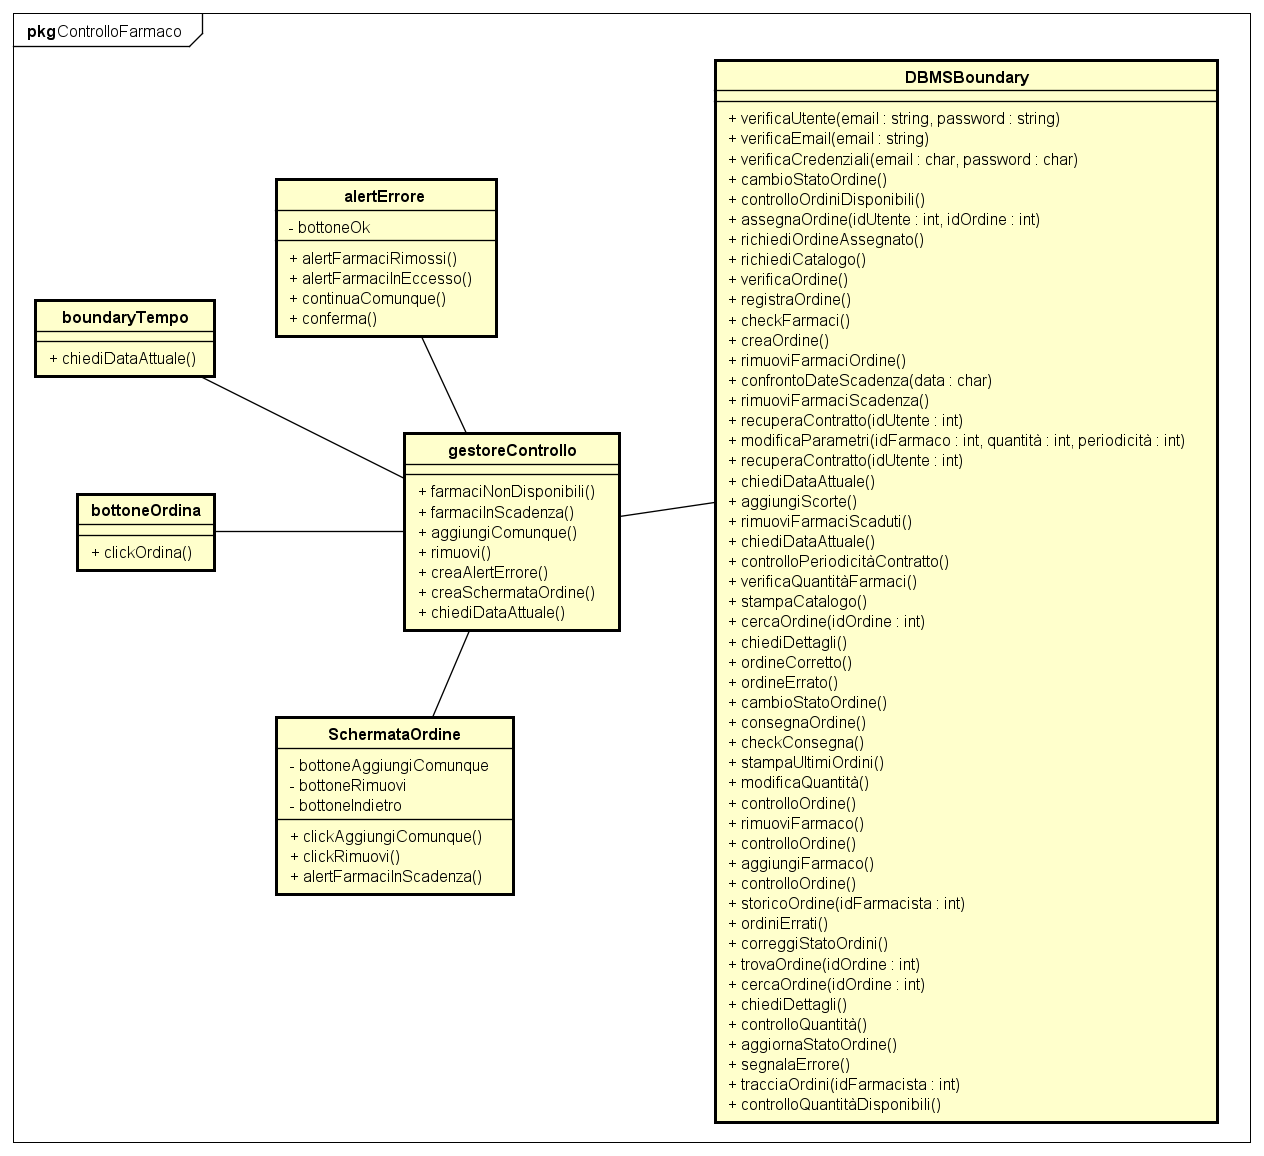 pkg ControlloFarmaco
DBMSBoundary
+ verificaUtente(email : string, password : string)
+ verificaEmail(email : string)
+ verificaCredenziali(email : char, password : char)
+ cambioStatoOrdine()
+ controlloOrdiniDisponibili()
+ assegnaOrdine(idUtente : int, idOrdine : int)
+ richiediOrdineAssegnato()
+ richiediCatalogo()
+ verificaOrdine()
+ registraOrdine()
+ checkFarmaci()
+ creaOrdine()
+ rimuoviFarmaciOrdine()
+ confrontoDateScadenza(data : char)
+ rimuoviFarmaciScadenza()
+ recuperaContratto(idUtente : int)
+ modificaParametri(idFarmaco : int, quantità : int, periodicità : int)
+ recuperaContratto(idUtente : int)
+ chiediDataAttuale()
+ aggiungiScorte()
+ rimuoviFarmaciScaduti()
+ chiediDataAttuale()
+ controlloPeriodicitàContratto()
+ verificaQuantitàFarmaci()
+ stampaCatalogo()
+ cercaOrdine(idOrdine : int)
+ chiediDettagli()
+ ordineCorretto()
+ ordineErrato()
+ cambioStatoOrdine()
+ consegnaOrdine()
+ checkConsegna()
+ stampaUltimiOrdini()
+ modificaQuantità()
+ controlloOrdine()
+ rimuoviFarmaco()
+ controlloOrdine()
+ aggiungiFarmaco()
+ controlloOrdine()
+ storicoOrdine(idFarmacista : int)
+ ordiniErrati()
+ correggiStatoOrdini()
+ trovaOrdine(idOrdine : int)
+ cercaOrdine(idOrdine : int)
+ chiediDettagli()
+ controlloQuantità()
+ aggiornaStatoOrdine()
+ segnalaErrore()
+ tracciaOrdini(idFarmacista : int)
+ controlloQuantitàDisponibili()
alertErrore
- bottoneOk
+ alertFarmaciRimossi()
+ alertFarmaciInEccesso()
+ continuaComunque()
+ conferma()
boundaryTempo
+ chiediDataAttuale()
gestoreControllo
+ farmaciNonDisponibili()
+ farmaciInScadenza()
+ aggiungiComunque()
+ rimuovi()
+ creaAlertErrore()
+ creaSchermataOrdine()
+ chiediDataAttuale()
bottoneOrdina
+ clickOrdina()
SchermataOrdine
- bottoneAggiungiComunque
- bottoneRimuovi
- bottoneIndietro
+ clickAggiungiComunque()
+ clickRimuovi()
+ alertFarmaciInScadenza()